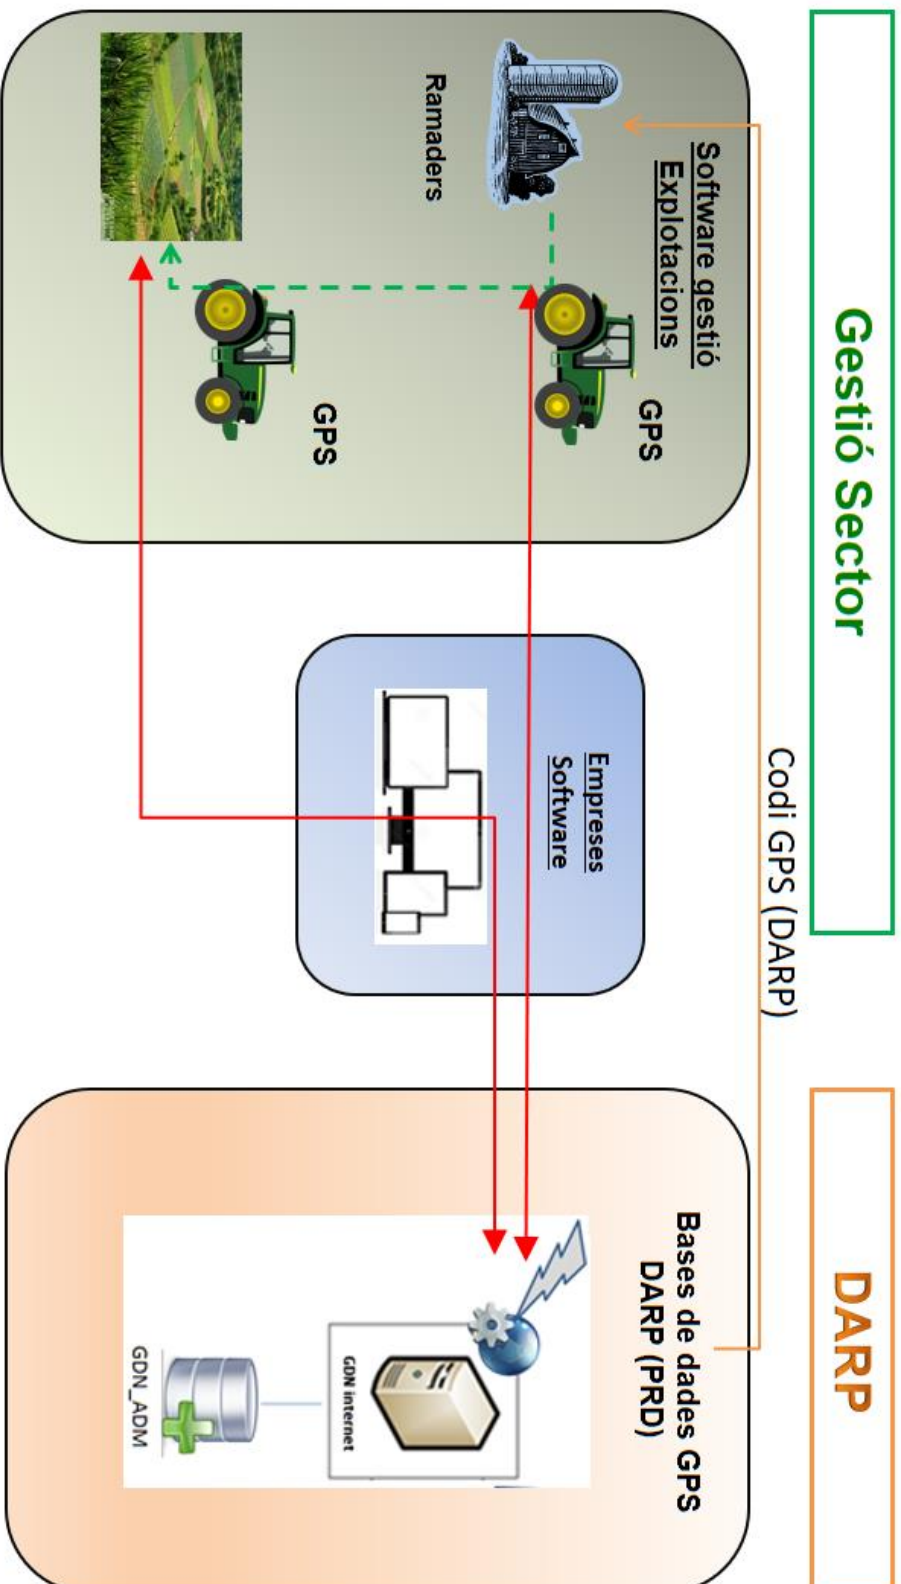 Gestió Sector
DARP
Codi GPS (DARP)
Software gestió
Explotacions
Ramaders
GPS
GPS
Empreses
Software
Bases de dades GPS
DARP (PRD)
GDN internet
GDN_ADM